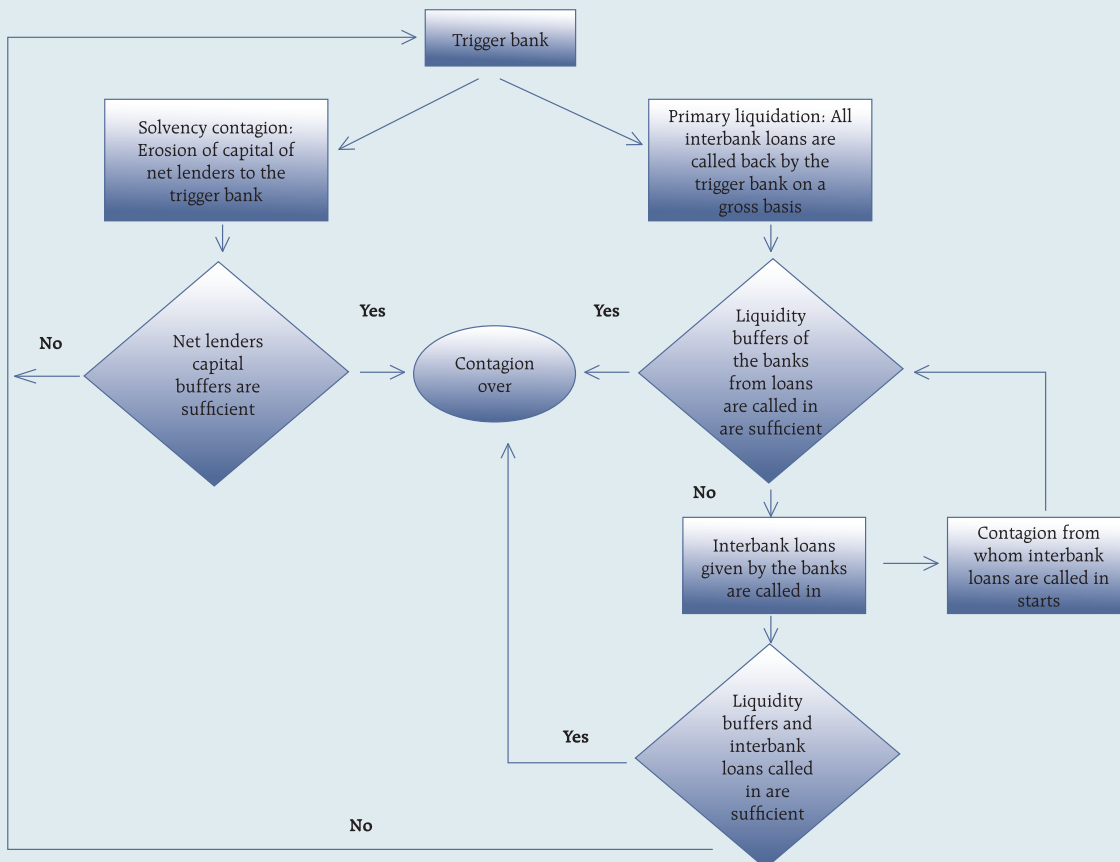 Trigger bank
Solvency contagion:
Erosion of capital of
net lenders to the
trigger bank
Primary liquidation: All
interbank loans are
called back by the
trigger bank on a
gross basis
No
Net lenders
capital
buffers are
sufficient
Yes
Contagion
over
Yes
Liquidity
buffers of
the banks
from loans
are called in
are sufficient
No
Interbank loans
given by the banks
are called in
Contagion from
whom interbank
loans are called in
starts
Yes
Liquidity
buffers and
interbank
loans called
in are
sufficient
No